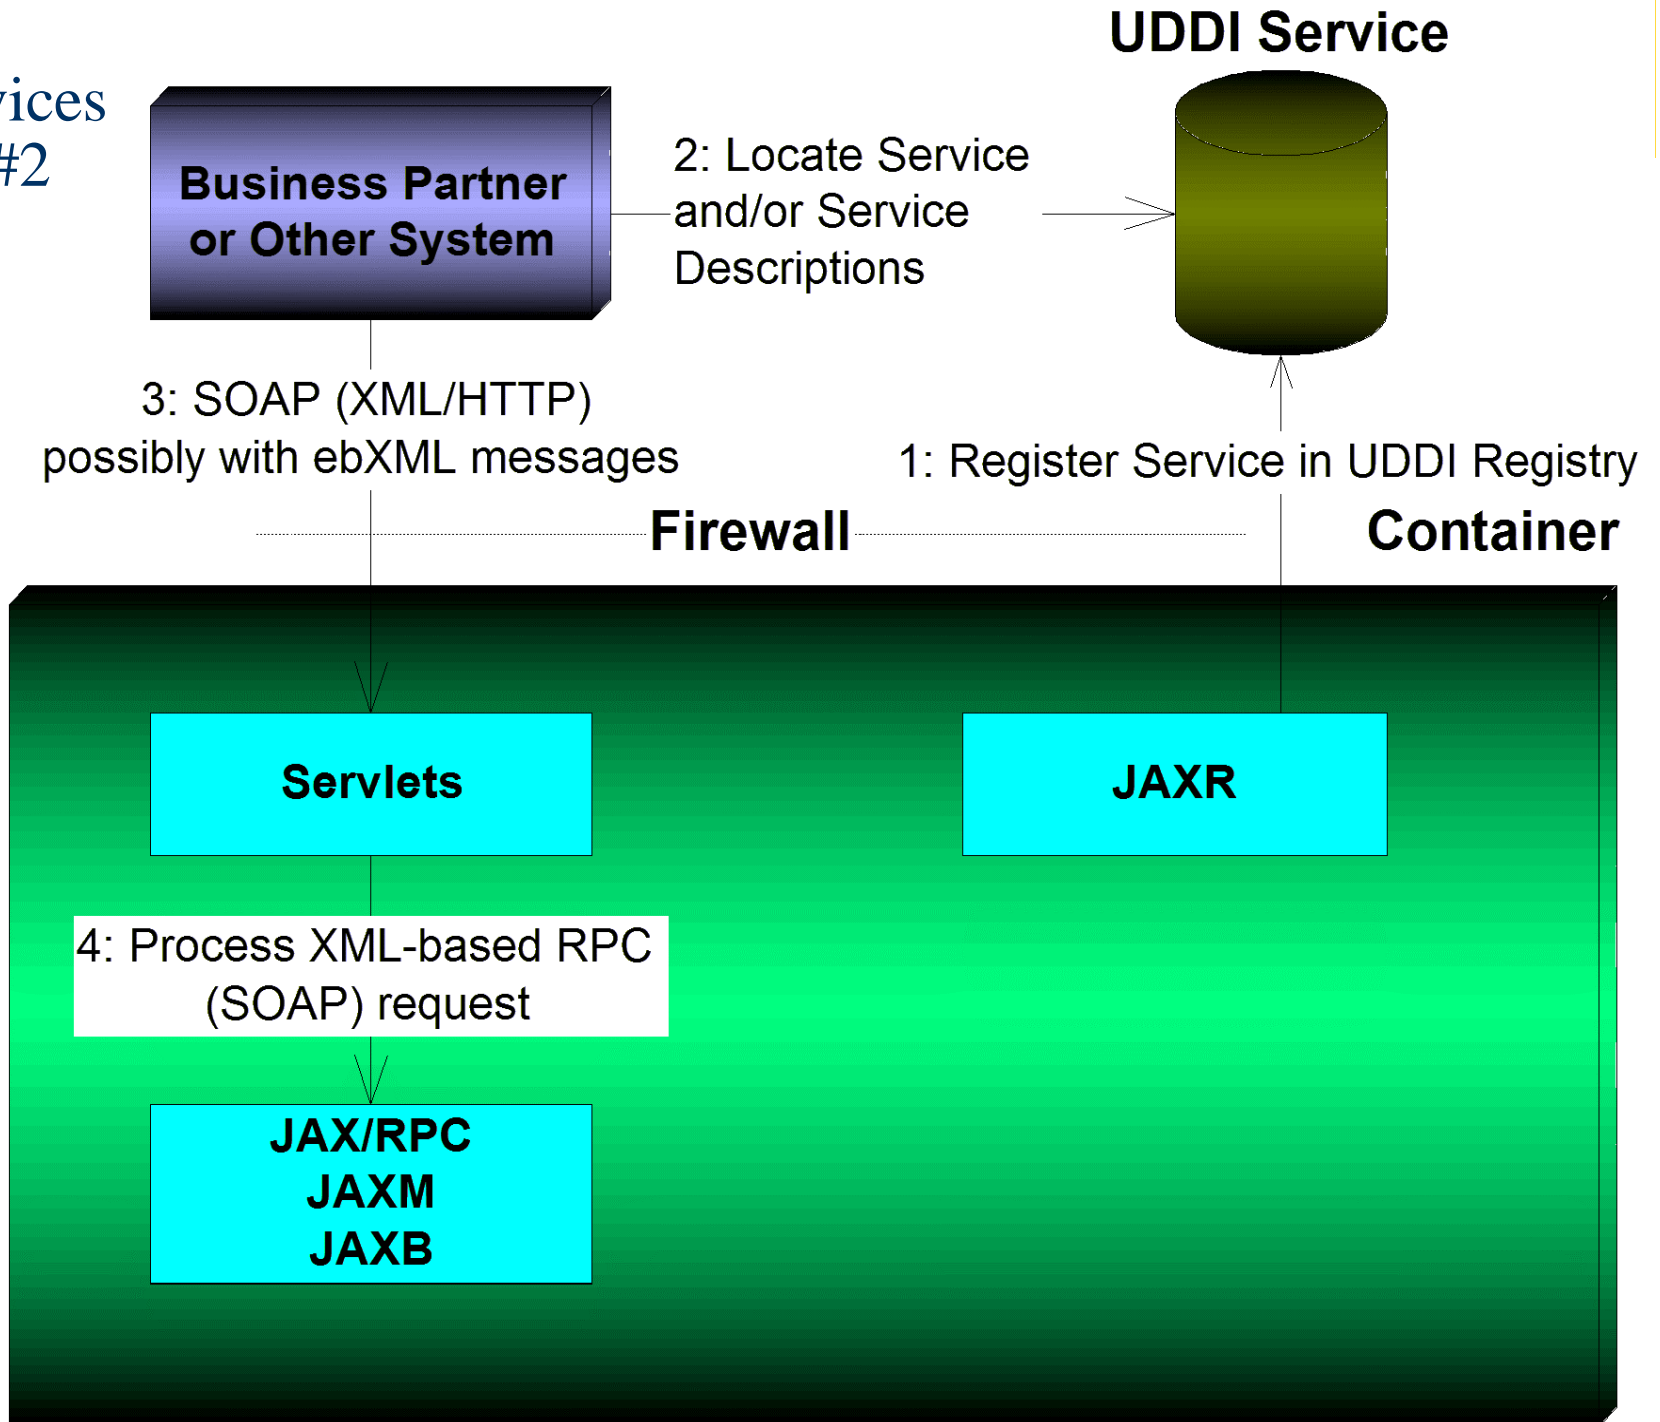 UDDI Service
vices
#2
Business Partner
or Other System
2: Locate Service
and/or Service
Descriptions
3: SOAP (XML/HTTP)
possibly with ebXML messages
1: Register Service in UDDI Registry
Firewall
Container
Servlets
JAXR
4: Process XML-based RPC
(SOAP) request
JAX/RPC
JAXM
JAXB